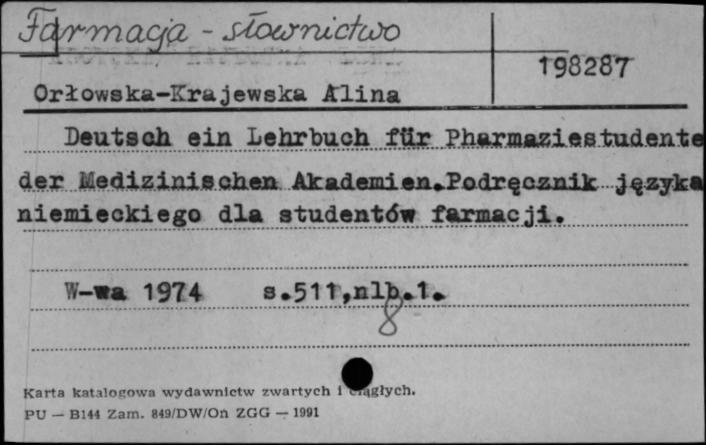 Farmacja - słownictwo
198287
Orłowska-Krajewska Alina
Deutsch ein Lehrbuch für Pharmaziestudente
der Medizinischen Akademien.Podręcznik języka
niemieckiego dla studentów farmacji.
W-wa 1974 s.511,nlb.1.
8
Karta katalogowa wydawnictw zwartych i ciągłych.
PU — B144 Zam. 849/DW/On ZGG — 1991